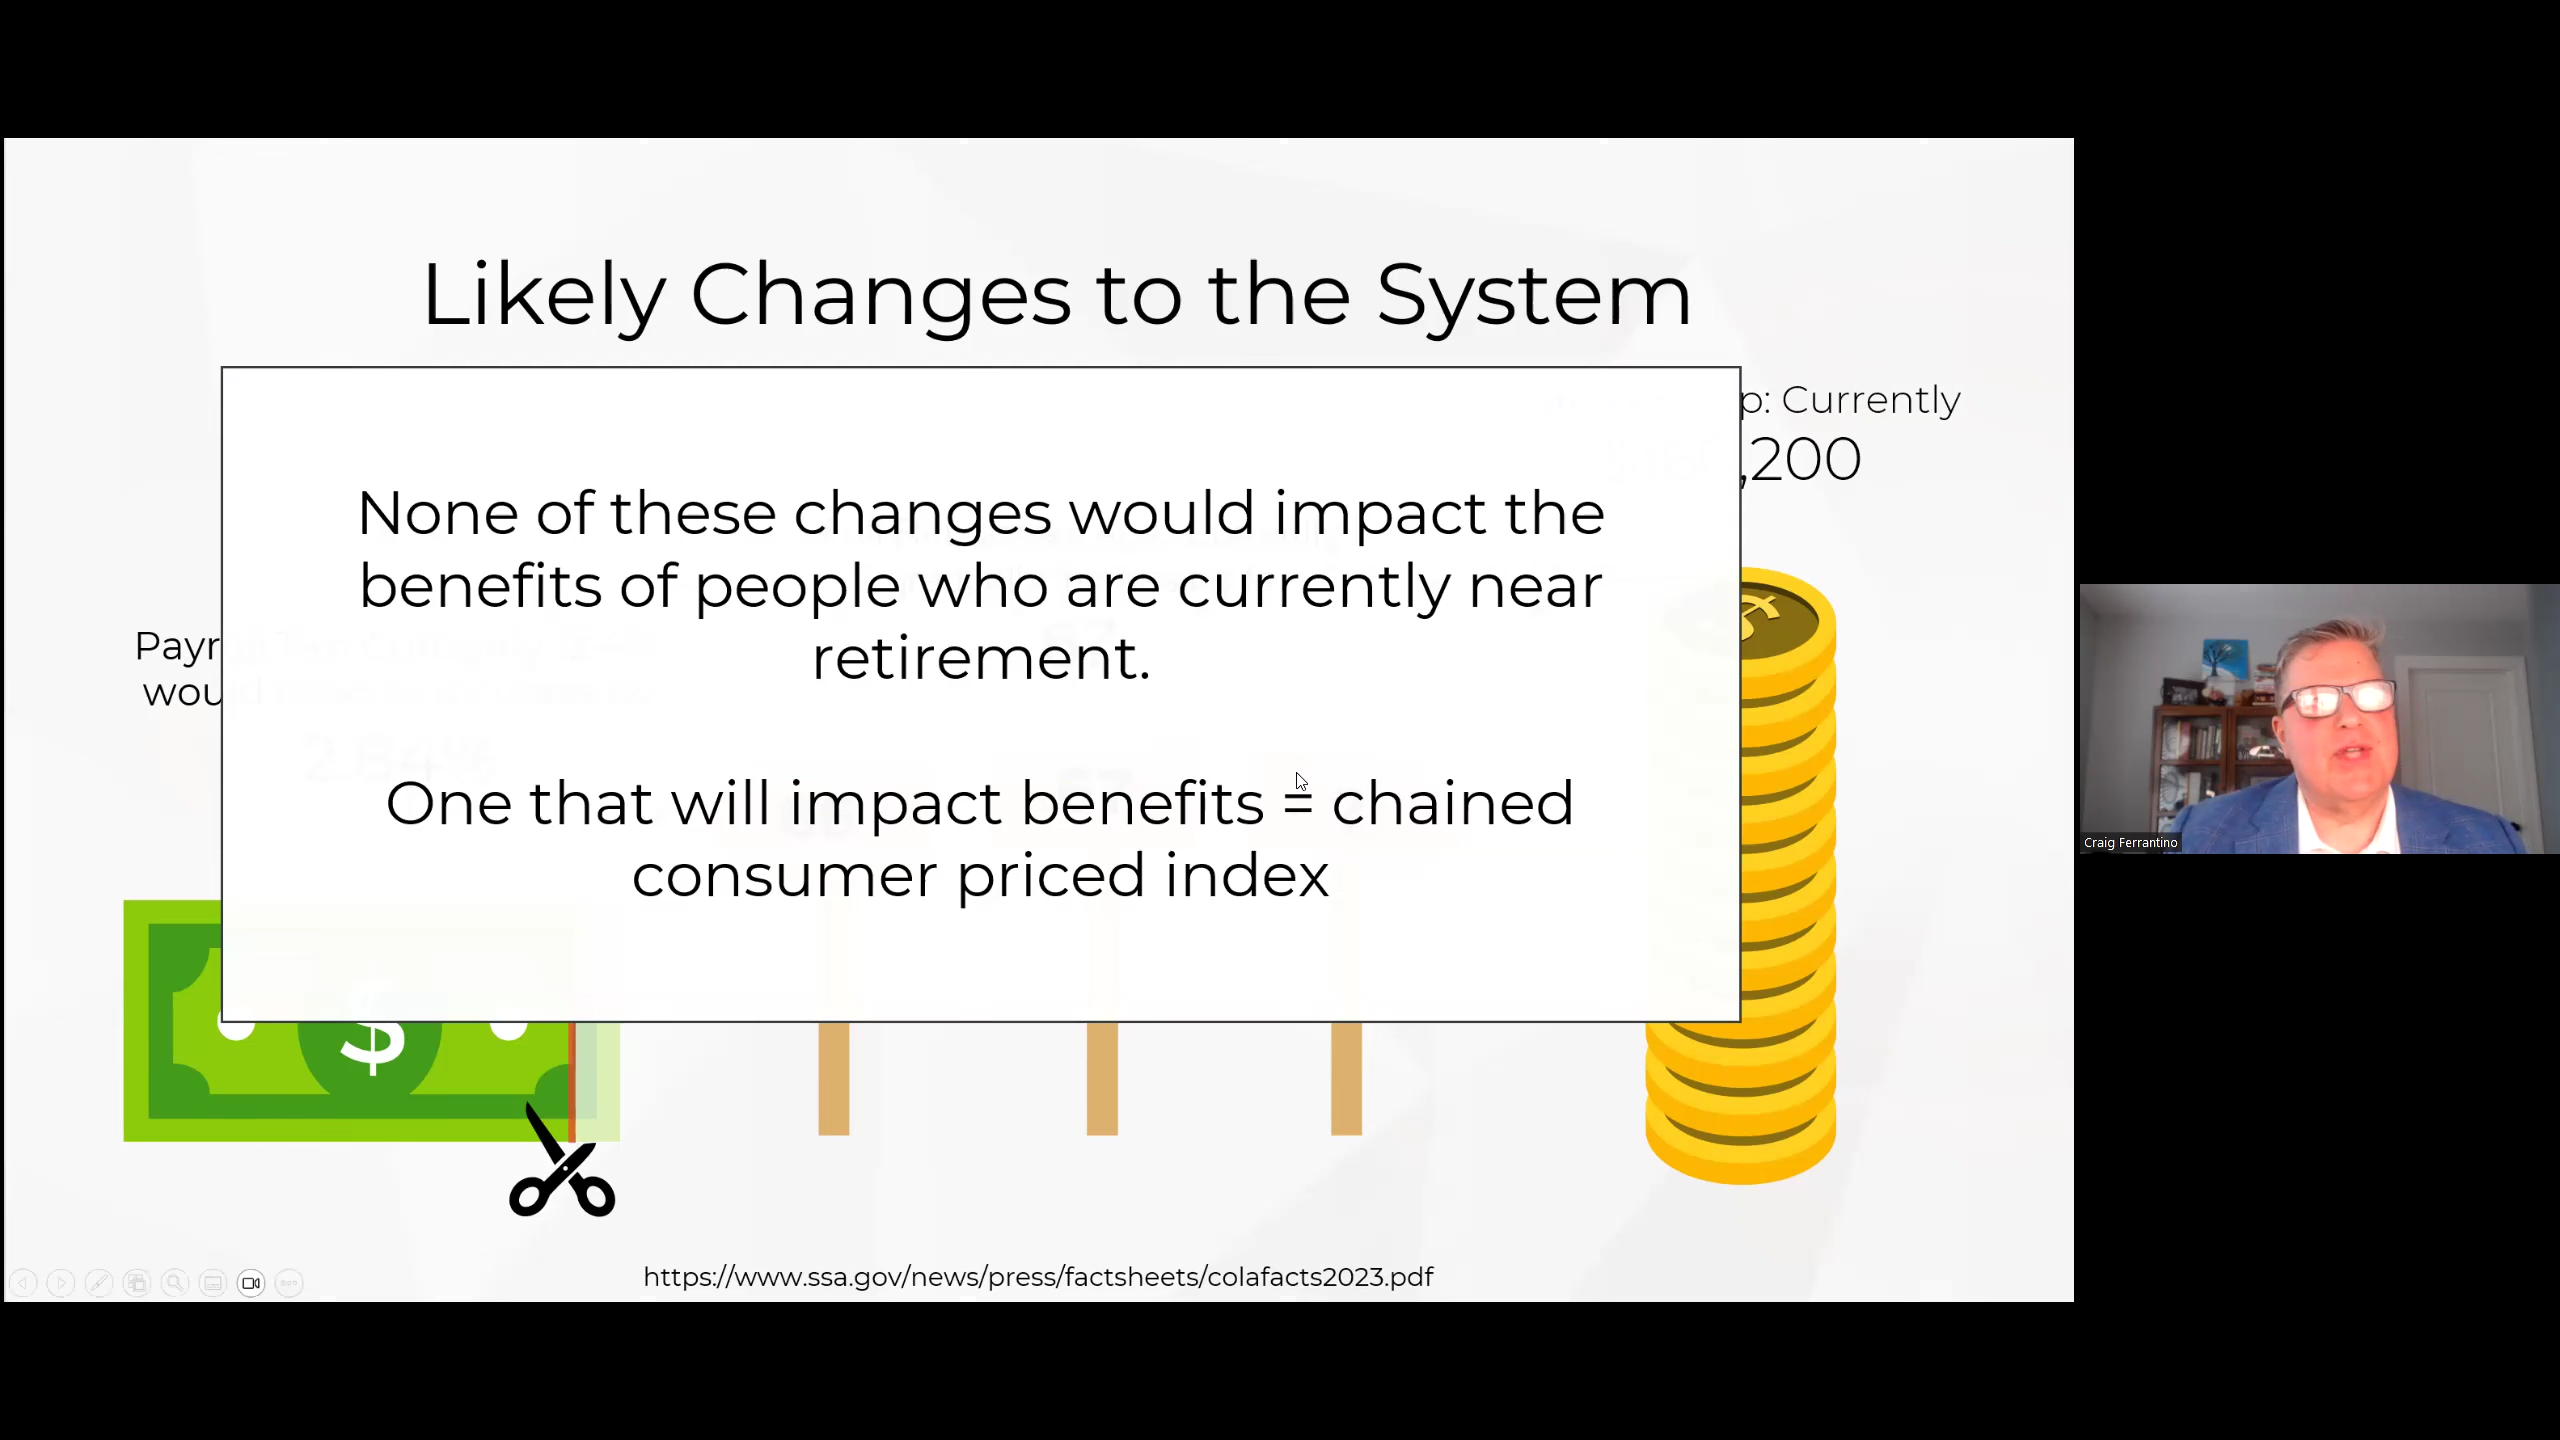 Likely Changes to the System
p: Currently
,200
None of these changes would impact the
benefits of people who are currently near
retirement.
One that will impact benefits = chained
consumer priced index
Payr
wou
$
https://www.ssa.gov/news/press/factsheets/colafacts2023.pdf
Craig Ferrantino